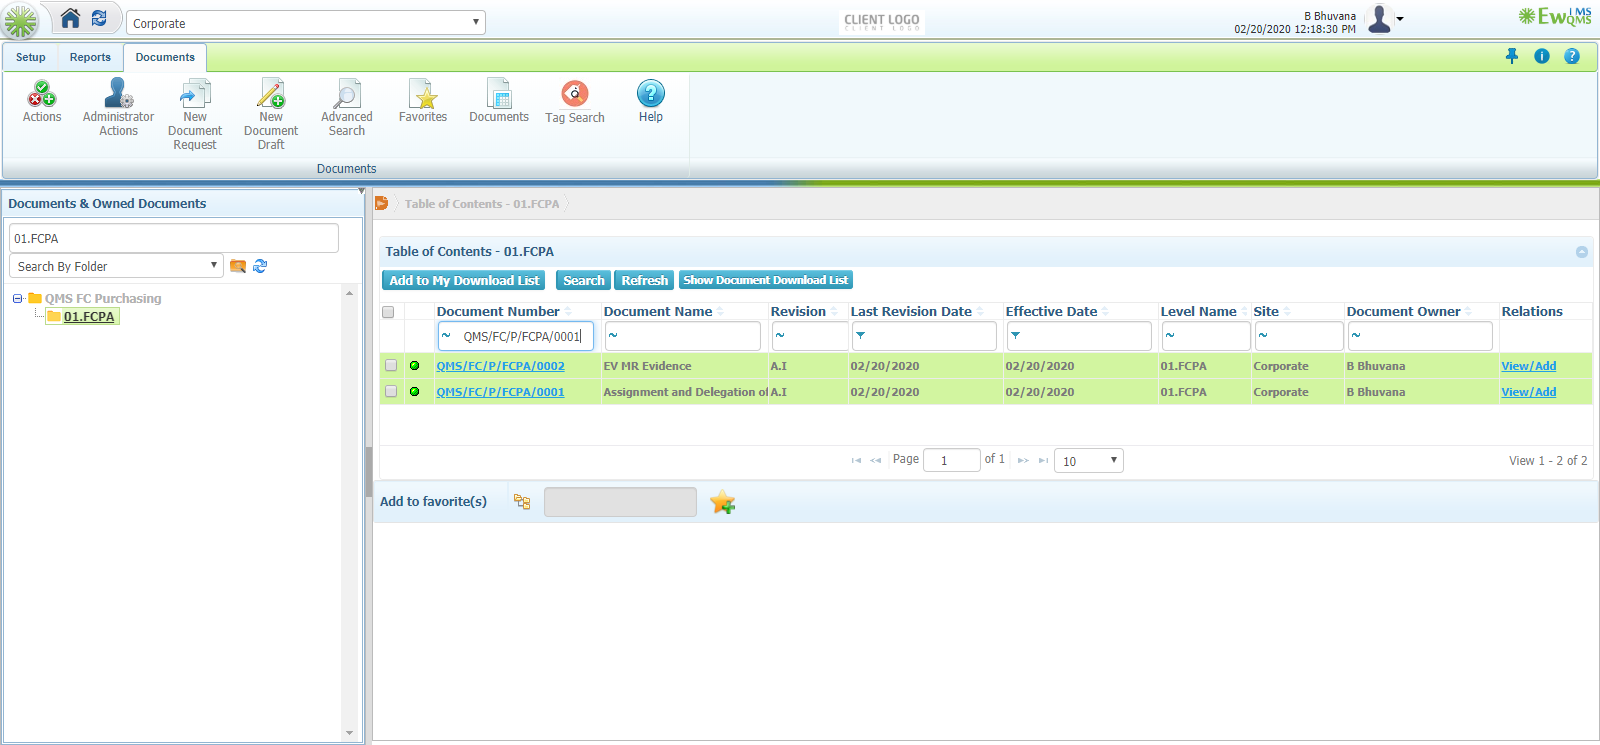 Corporate
CLIENT LOGO
CLIENT LOGO
B Bhuvana
02/20/2020 12:18:30 PM
EwQMS IMS
Setup Reports Documents
Actions
Administrator Actions
New Document Request
New Document Draft
Advanced Search
Favorites
Documents
Tag Search
Help
Documents
Documents & Owned Documents
01.FCPA
Search By Folder
QMS FC Purchasing
01.FCPA
Table of Contents - 01.FCPA
Table of Contents - 01.FCPA
Add to My Download List Search Refresh Show Document Download List
Document Number Document Name Revision Last Revision Date Effective Date Level Name Site Document Owner Relations
~ QMS/FC/P/FCPA/0001 ~ ~ ~ ~ ~
QMS/FC/P/FCPA/0002 EV MR Evidence A.I 02/20/2020 02/20/2020 01.FCPA Corporate B Bhuvana View/Add
QMS/FC/P/FCPA/0001 Assignment and Delegation of A.I 02/20/2020 02/20/2020 01.FCPA Corporate B Bhuvana View/Add
Page 1 of 1 10 View 1 - 2 of 2
Add to favorite(s)